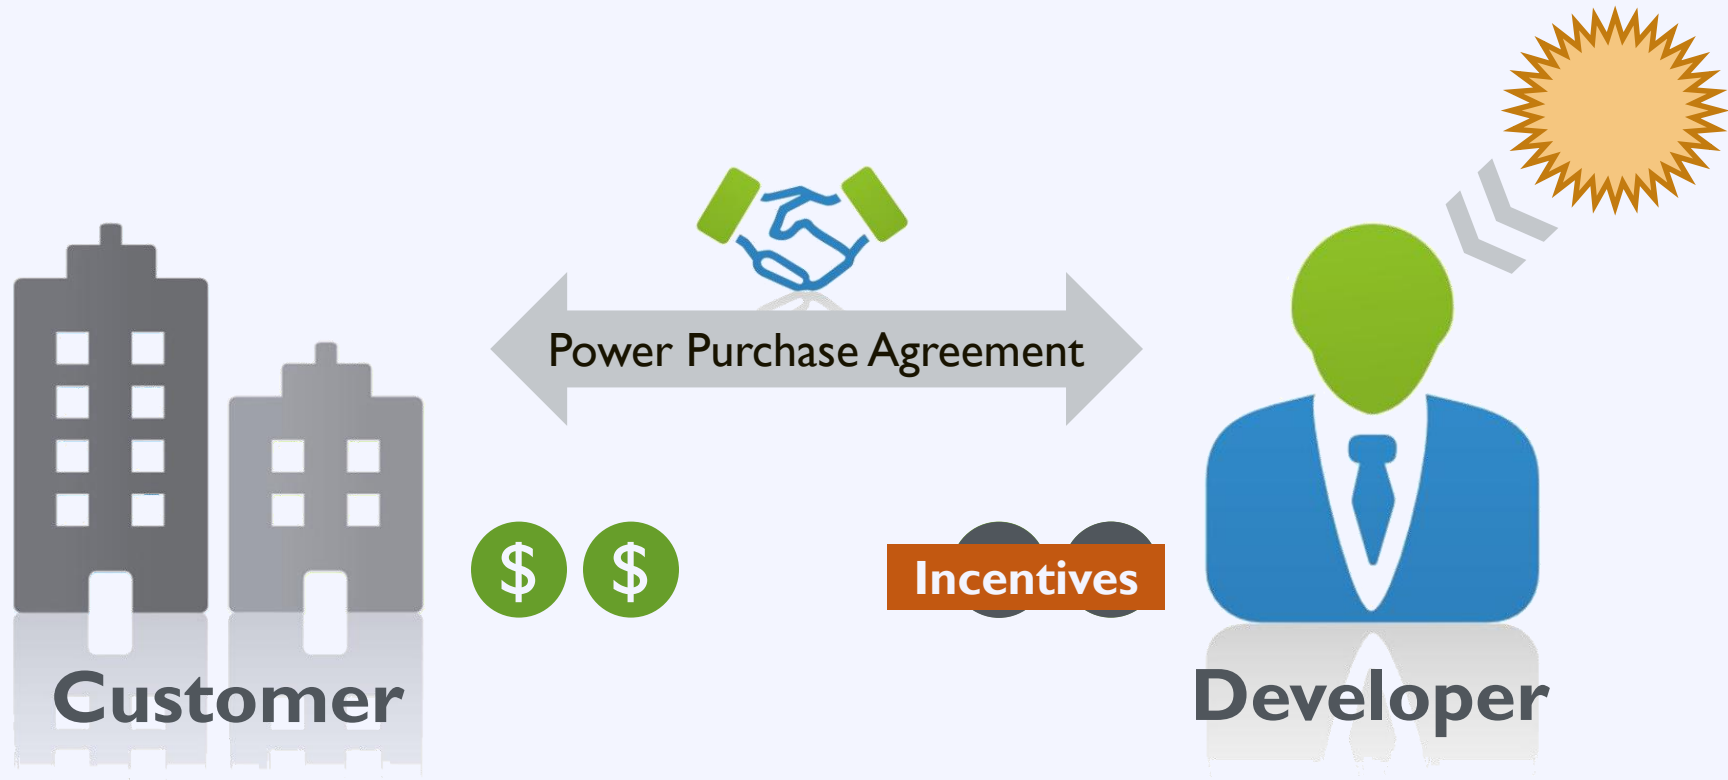 Power Purchase Agreement
$ $
Incentives
Customer
Developer